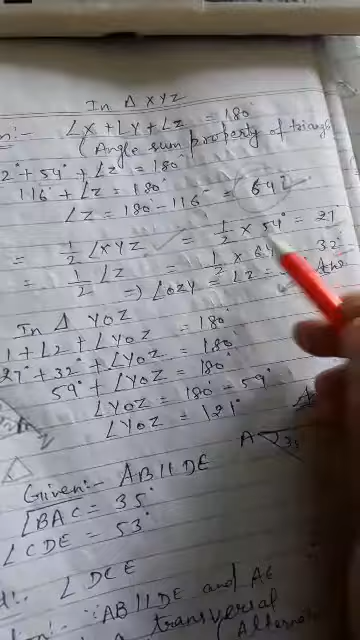 In Δ XYZ
∠X + ∠Y + ∠Z = 180°
(Angle sum property of
2° + 54° + ∠Z = 180°
116° + ∠Z = 180°
∠Z = 180° - 116° = 64°
= 1/2 ∠XYZ = 1/2 × 54° = 27
= 1/2 ∠Z = 1/2 × 64 32°
⇒ ∠OZY = ∠2 = Ans
In Δ YOZ
1 + ∠2 + ∠YOZ = 180°
27° + 32° + ∠YOZ = 180°
59° + ∠YOZ = 180°
∠YOZ = 180° - 59°
∠YOZ = 121°
Given:- AB || DE
∠BAC = 35°
∠CDE = 53°
∠DCE
∵ AB || DE and AE
transversal